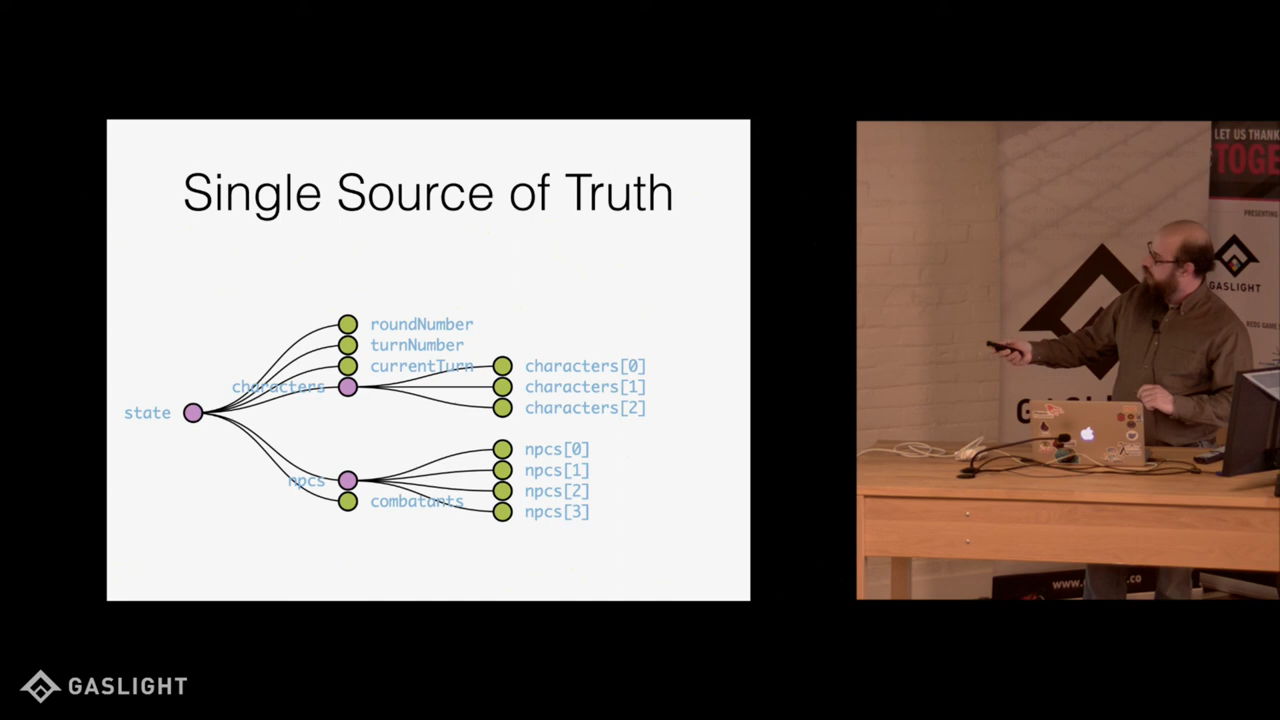 Single Source of Truth
roundNumber
turnNumber
currentTurn
characters
characters[0]
characters[1]
characters[2]
state
npcs
combatants
npcs[0]
npcs[1]
npcs[2]
npcs[3]
LET US THANK
TOGE
PRESENTING
GASLIGHT
GASLIGHT